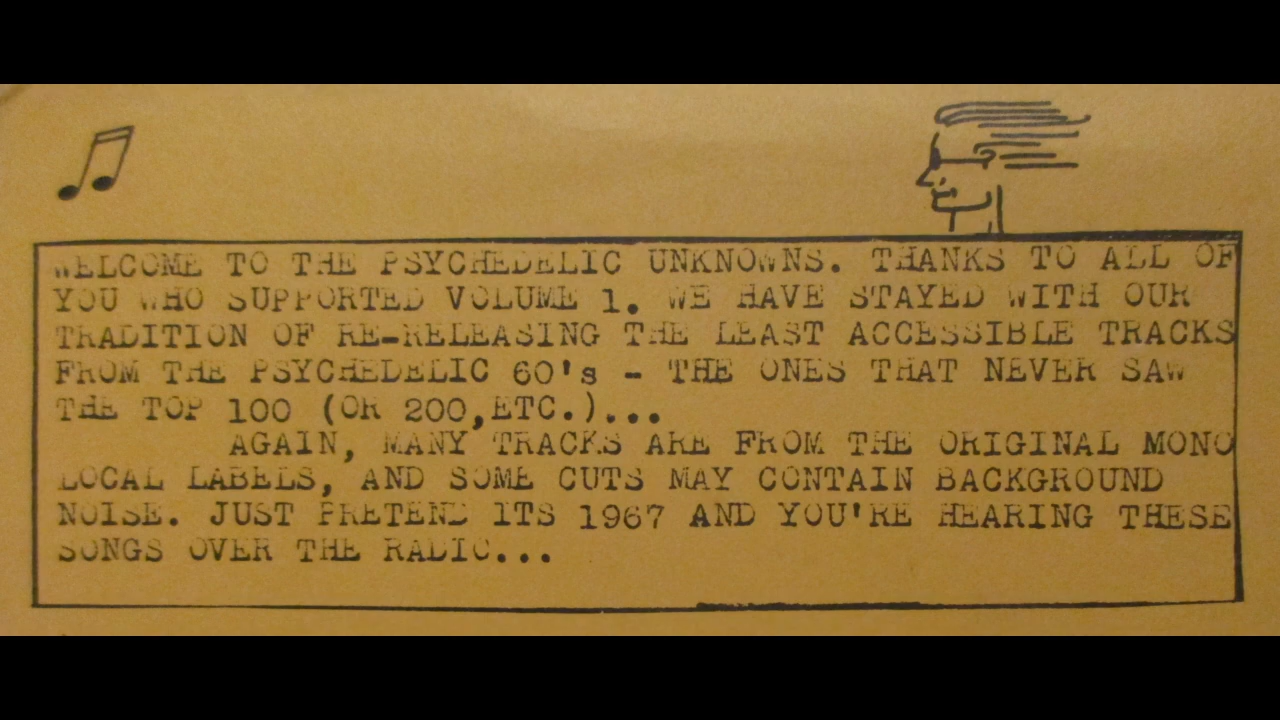 WELCOME TO THE PSYCHEDELIC UNKNOWNS. THANKS TO ALL OF
YOU WHO SUPPORTED VOLUME 1. WE HAVE STAYED WITH OUR
TRADITION OF RE-RELEASING THE LEAST ACCESSIBLE TRACKS
FROM THE PSYCHEDELIC 60's - THE ONES THAT NEVER SAW
THE TOP 100 (OR 200,ETC.)...
AGAIN, MANY TRACKS ARE FROM THE ORIGINAL MONO
LOCAL LABELS, AND SOME CUTS MAY CONTAIN BACKGROUND
NOISE. JUST PRETEND ITS 1967 AND YOU'RE HEARING THESE
SONGS OVER THE RADIO...